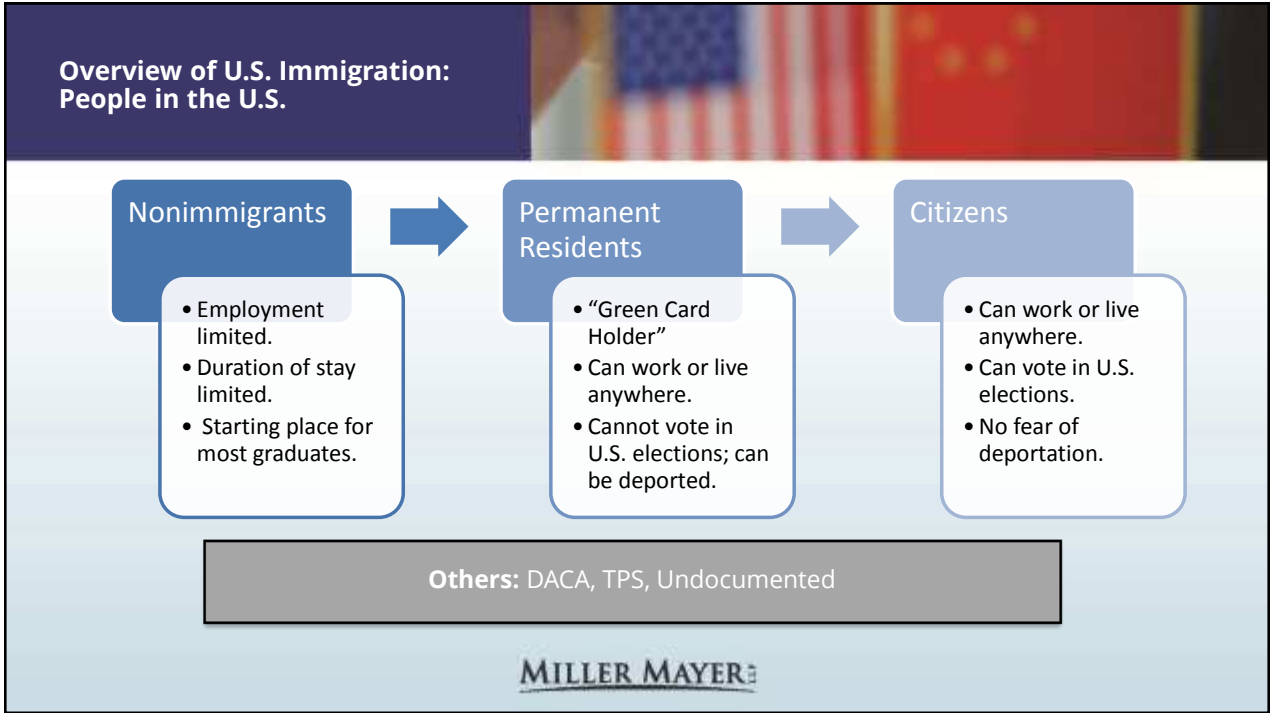 Overview of U.S. Immigration:
People in the U.S.
Nonimmigrants
• Employment
limited.
• Duration of stay
limited.
• Starting place for
most graduates.
Permanent
Residents
• “Green Card
Holder”
• Can work or live
anywhere.
• Cannot vote in
U.S. elections; can
be deported.
Citizens
• Can work or live
anywhere.
• Can vote in U.S.
elections.
• No fear of
deportation.
Others: DACA, TPS, Undocumented
MILLER MAYER LLP